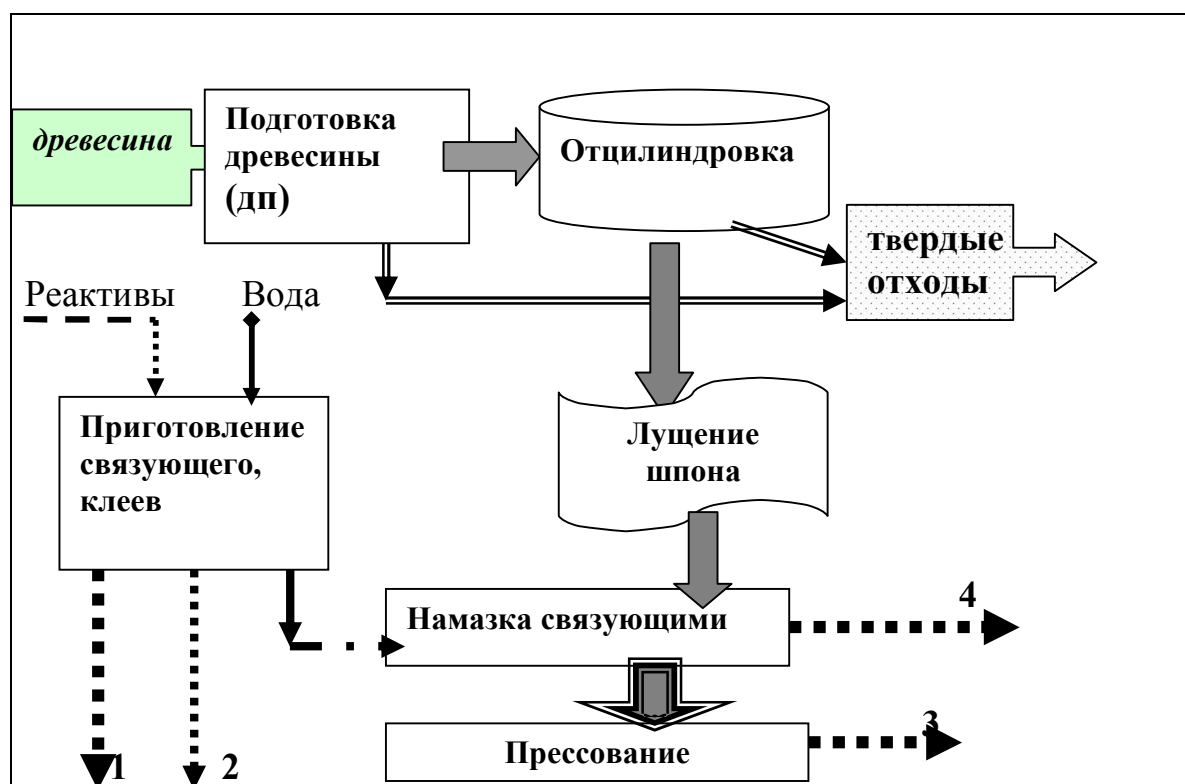 древесина
Подготовка
древесины
(дп)
Отцилиндровка
твердые
отходы
Реактивы
Вода
Приготовление
связующего,
клеев
Лущение
шпона
Намазка связующими
4
Прессование
3
1
2